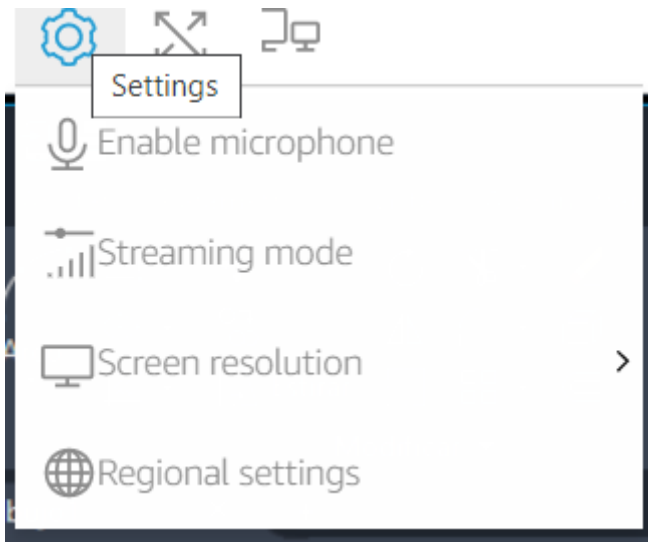 Settings
Enable microphone
Streaming mode
Screen resolution
Regional settings